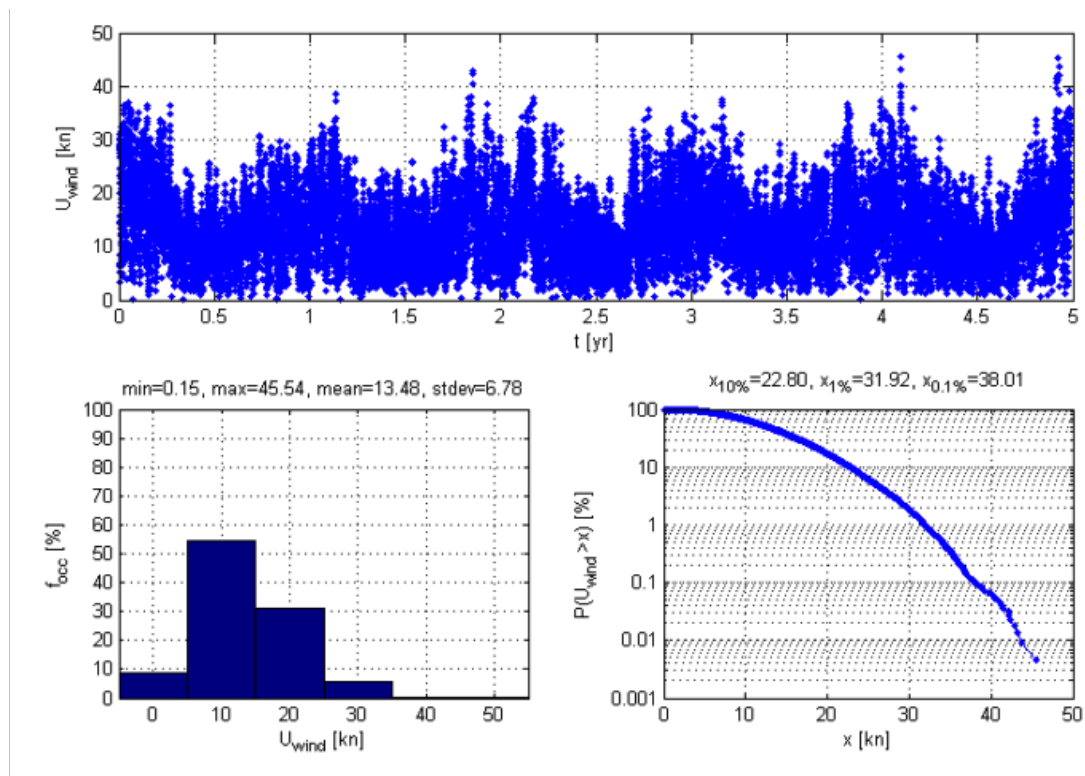 50
40
30
20
10
0
U_wind [kn]
0 0.5 1 1.5 2 2.5 3 3.5 4 4.5 5
t [yr]
min=0.15, max=45.54, mean=13.48, stdev=6.78
100
90
80
70
60
50
40
30
20
10
0
f_occ [%]
0 10 20 30 40 50
U_wind [kn]
x_10%=22.80, x_1%=31.92, x_0.1%=38.01
100
10
1
0.1
0.01
0.001
P(U_wind>x) [%]
0 10 20 30 40 50
x [kn]